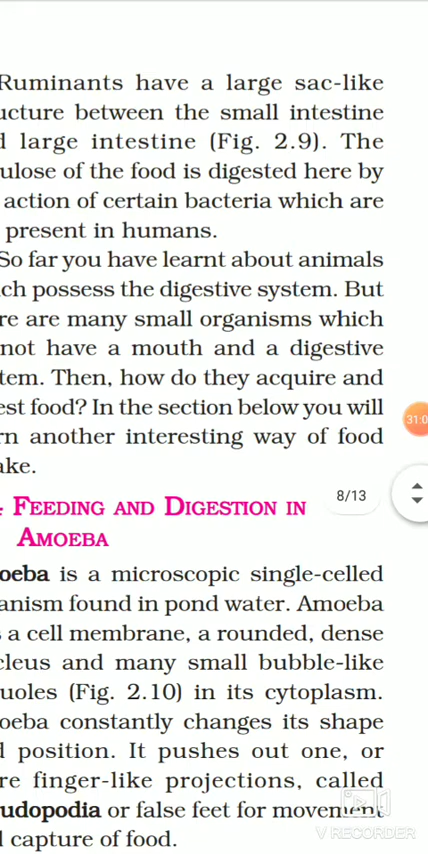 Ruminants have a large sac-like
ucture between the small intestine
d large intestine (Fig. 2.9). The
ulose of the food is digested here by
action of certain bacteria which are
present in humans.
So far you have learnt about animals
ich possess the digestive system. But
re are many small organisms which
not have a mouth and a digestive
tem. Then, how do they acquire and
est food? In the section below you will
rn another interesting way of food
ake.
31:0
8/13
FEEDING AND DIGESTION IN
AMOEBA
oeba is a microscopic single-celled
anism found in pond water. Amoeba
s a cell membrane, a rounded, dense
cleus and many small bubble-like
uoles (Fig. 2.10) in its cytoplasm.
oeba constantly changes its shape
d position. It pushes out one, or
re finger-like projections, called
udopodia or false feet for movement
d capture of food.
V RECORDER